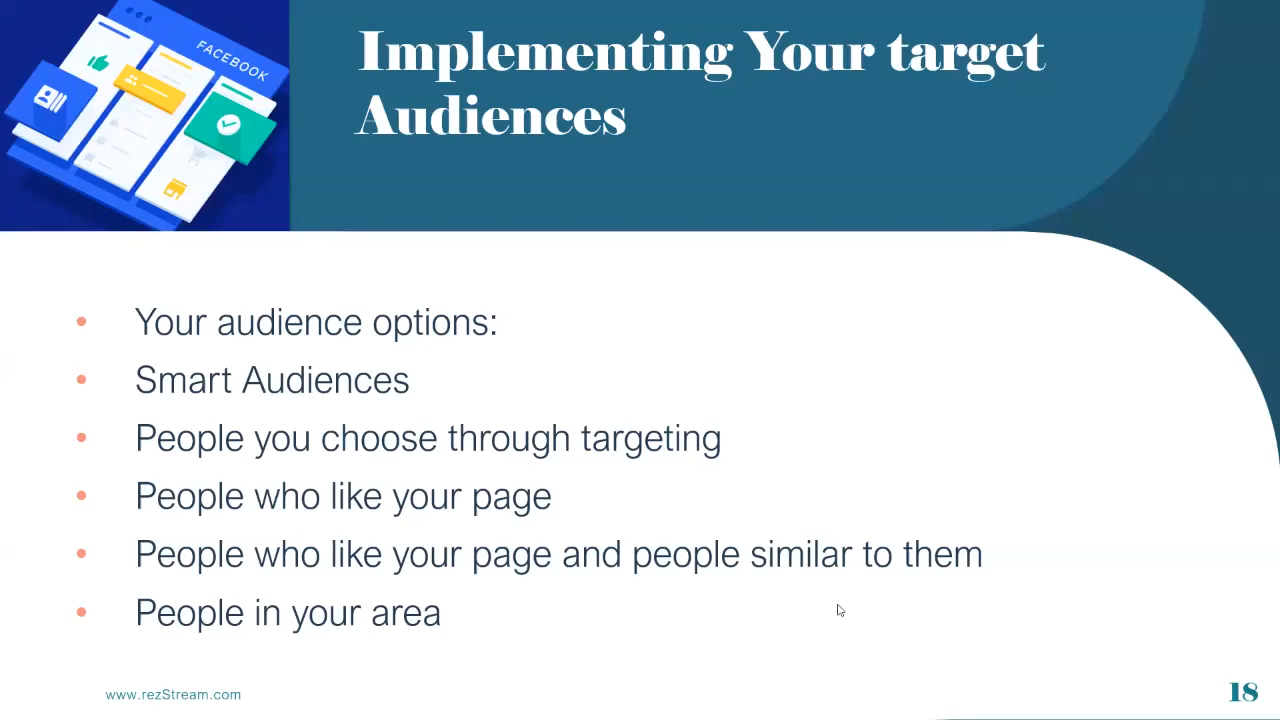 FACEBOOK
Implementing Your target
Audiences
• Your audience options:
• Smart Audiences
• People you choose through targeting
• People who like your page
• People who like your page and people similar to them
• People in your area
www.rezStream.com
18